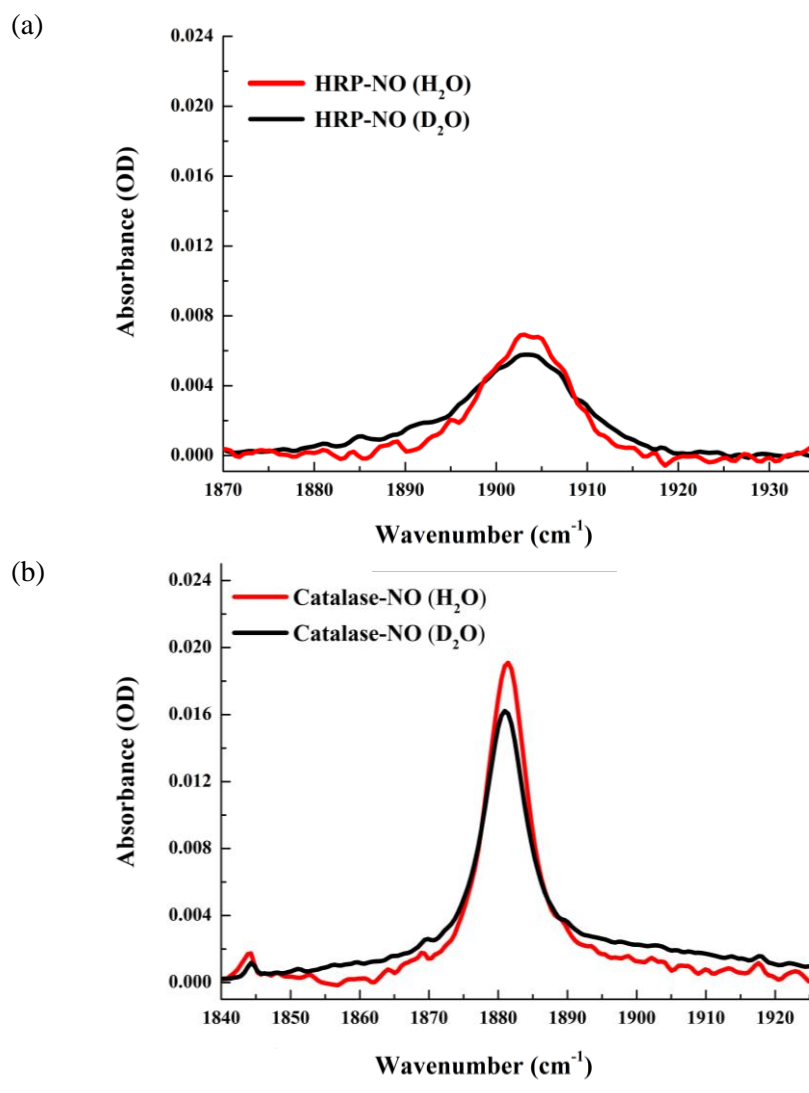 (a)
0.024
0.020
0.016
0.012
0.008
0.004
0.000
Absorbance (OD)
HRP-NO (H₂O)
HRP-NO (D₂O)
1870 1880 1890 1900 1910 1920 1930
Wavenumber (cm⁻¹)
(b)
0.024
0.020
0.016
0.012
0.008
0.004
0.000
Absorbance (OD)
Catalase-NO (H₂O)
Catalase-NO (D₂O)
1840 1850 1860 1870 1880 1890 1900 1910 1920
Wavenumber (cm⁻¹)